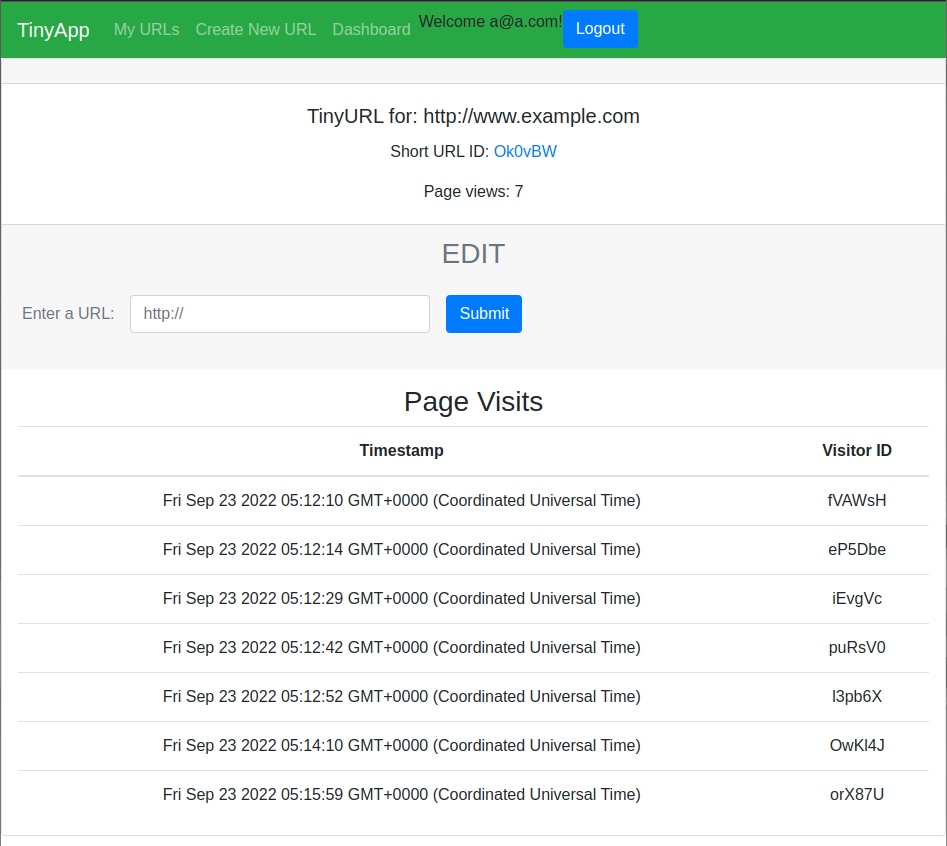 TinyApp My URLs Create New URL Dashboard Welcome a@a.com! Logout
TinyURL for: http://www.example.com
Short URL ID: Ok0vBW
Page views: 7
EDIT
Enter a URL: http:// Submit
Page Visits
Timestamp Visitor ID
Fri Sep 23 2022 05:12:10 GMT+0000 (Coordinated Universal Time) fVAWsH
Fri Sep 23 2022 05:12:14 GMT+0000 (Coordinated Universal Time) eP5Dbe
Fri Sep 23 2022 05:12:29 GMT+0000 (Coordinated Universal Time) iEvgVc
Fri Sep 23 2022 05:12:42 GMT+0000 (Coordinated Universal Time) puRsV0
Fri Sep 23 2022 05:12:52 GMT+0000 (Coordinated Universal Time) l3pb6X
Fri Sep 23 2022 05:14:10 GMT+0000 (Coordinated Universal Time) OwKl4J
Fri Sep 23 2022 05:15:59 GMT+0000 (Coordinated Universal Time) orX87U